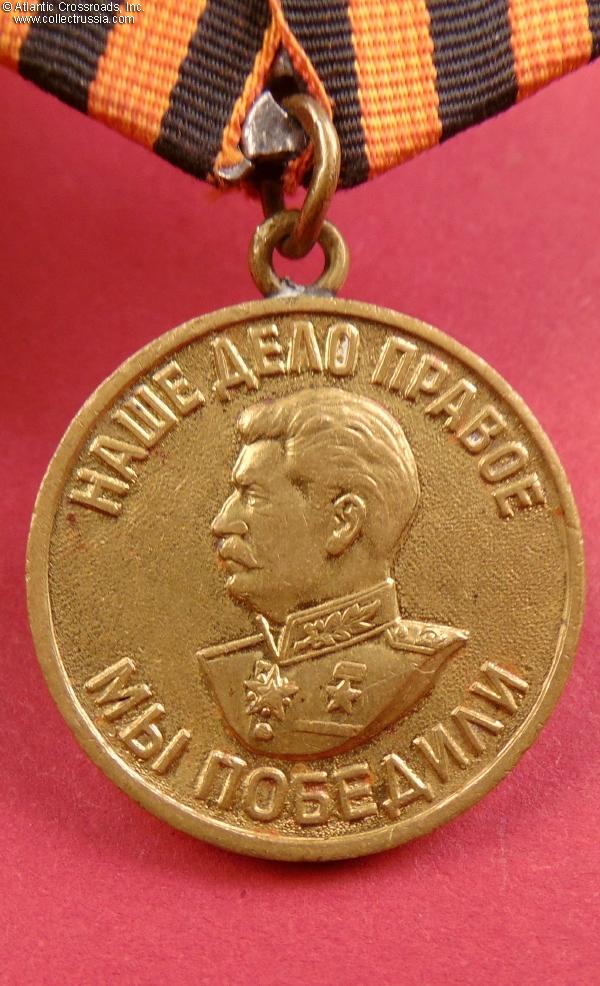 © Atlantic Crossroads, Inc.
www.collectrussia.com
НАШЕ ДЕЛО ПРАВОЕ
МЫ ПОБЕДИЛИ